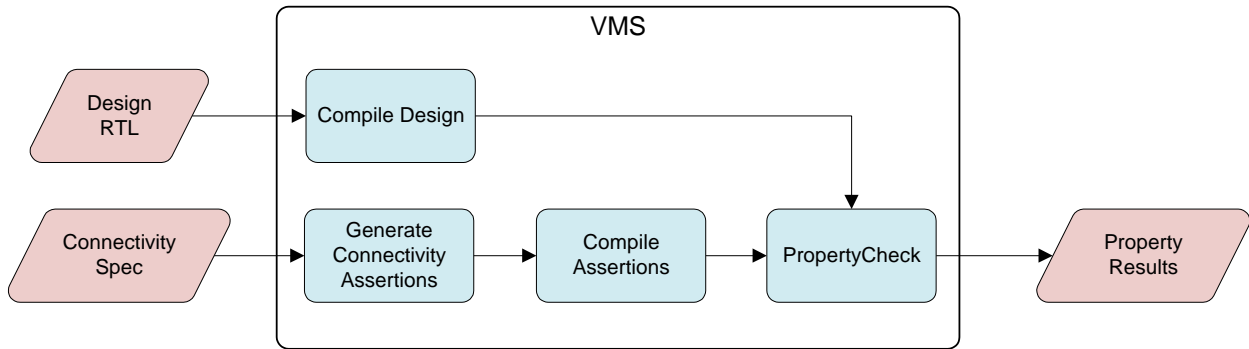 VMS
Design
RTL
Compile Design
Connectivity
Spec
Generate
Connectivity
Assertions
Compile
Assertions
PropertyCheck
Property
Results